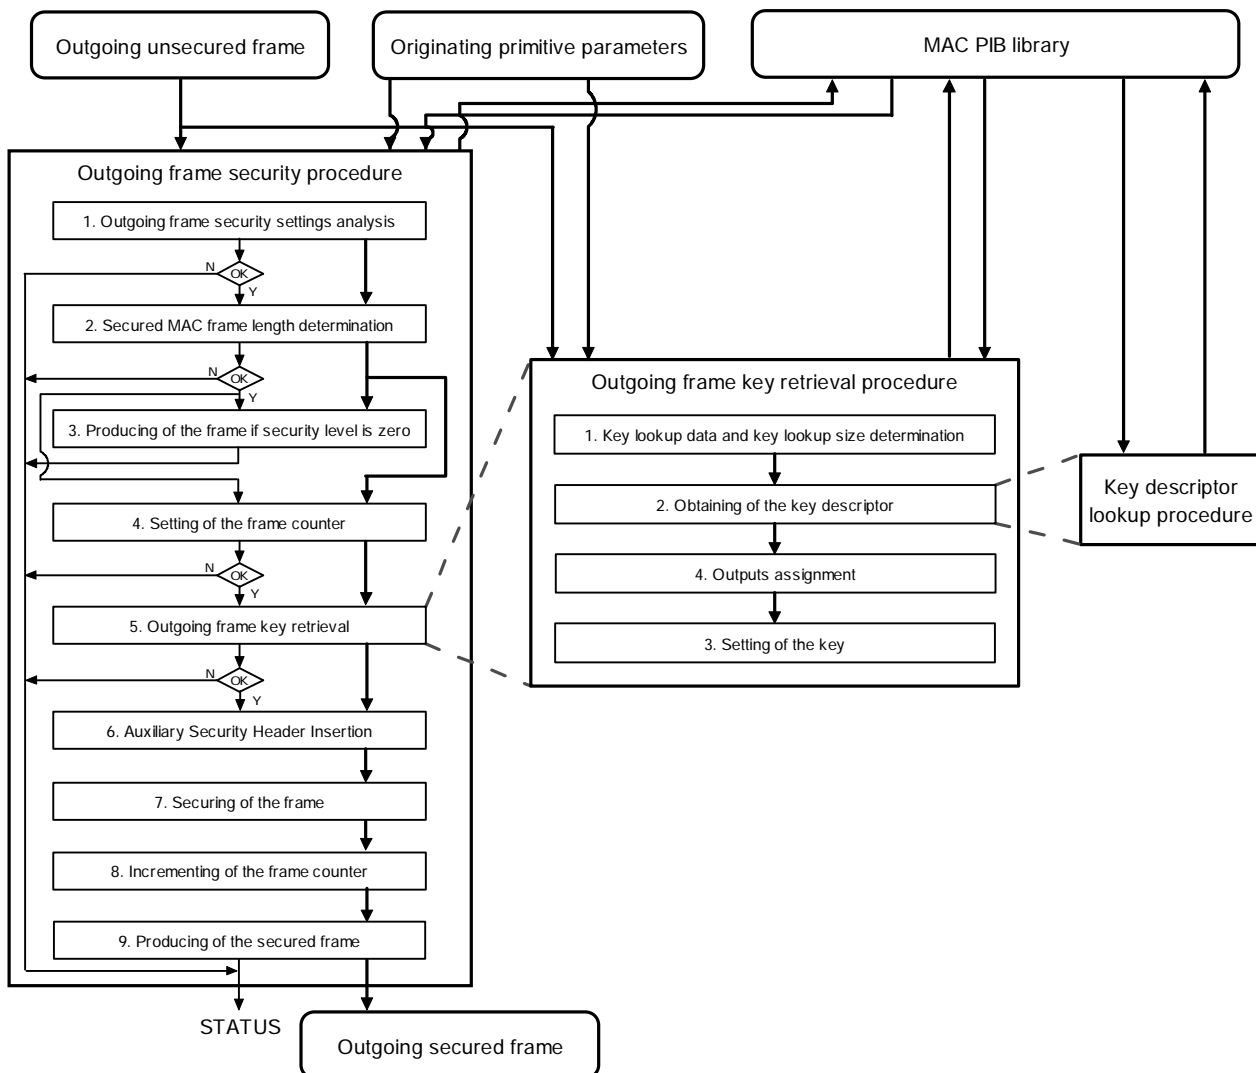 Outgoing unsecured frame
Originating primitive parameters
MAC PIB library
Outgoing frame security procedure
1. Outgoing frame security settings analysis
N
OK
Y
2. Secured MAC frame length determination
N
OK
Y
3. Producing of the frame if security level is zero
4. Setting of the frame counter
N
OK
Y
5. Outgoing frame key retrieval
N
OK
Y
6. Auxiliary Security Header Insertion
7. Securing of the frame
8. Incrementing of the frame counter
9. Producing of the secured frame
STATUS
Outgoing secured frame
Outgoing frame key retrieval procedure
1. Key lookup data and key lookup size determination
2. Obtaining of the key descriptor
4. Outputs assignment
3. Setting of the key
Key descriptor
lookup procedure